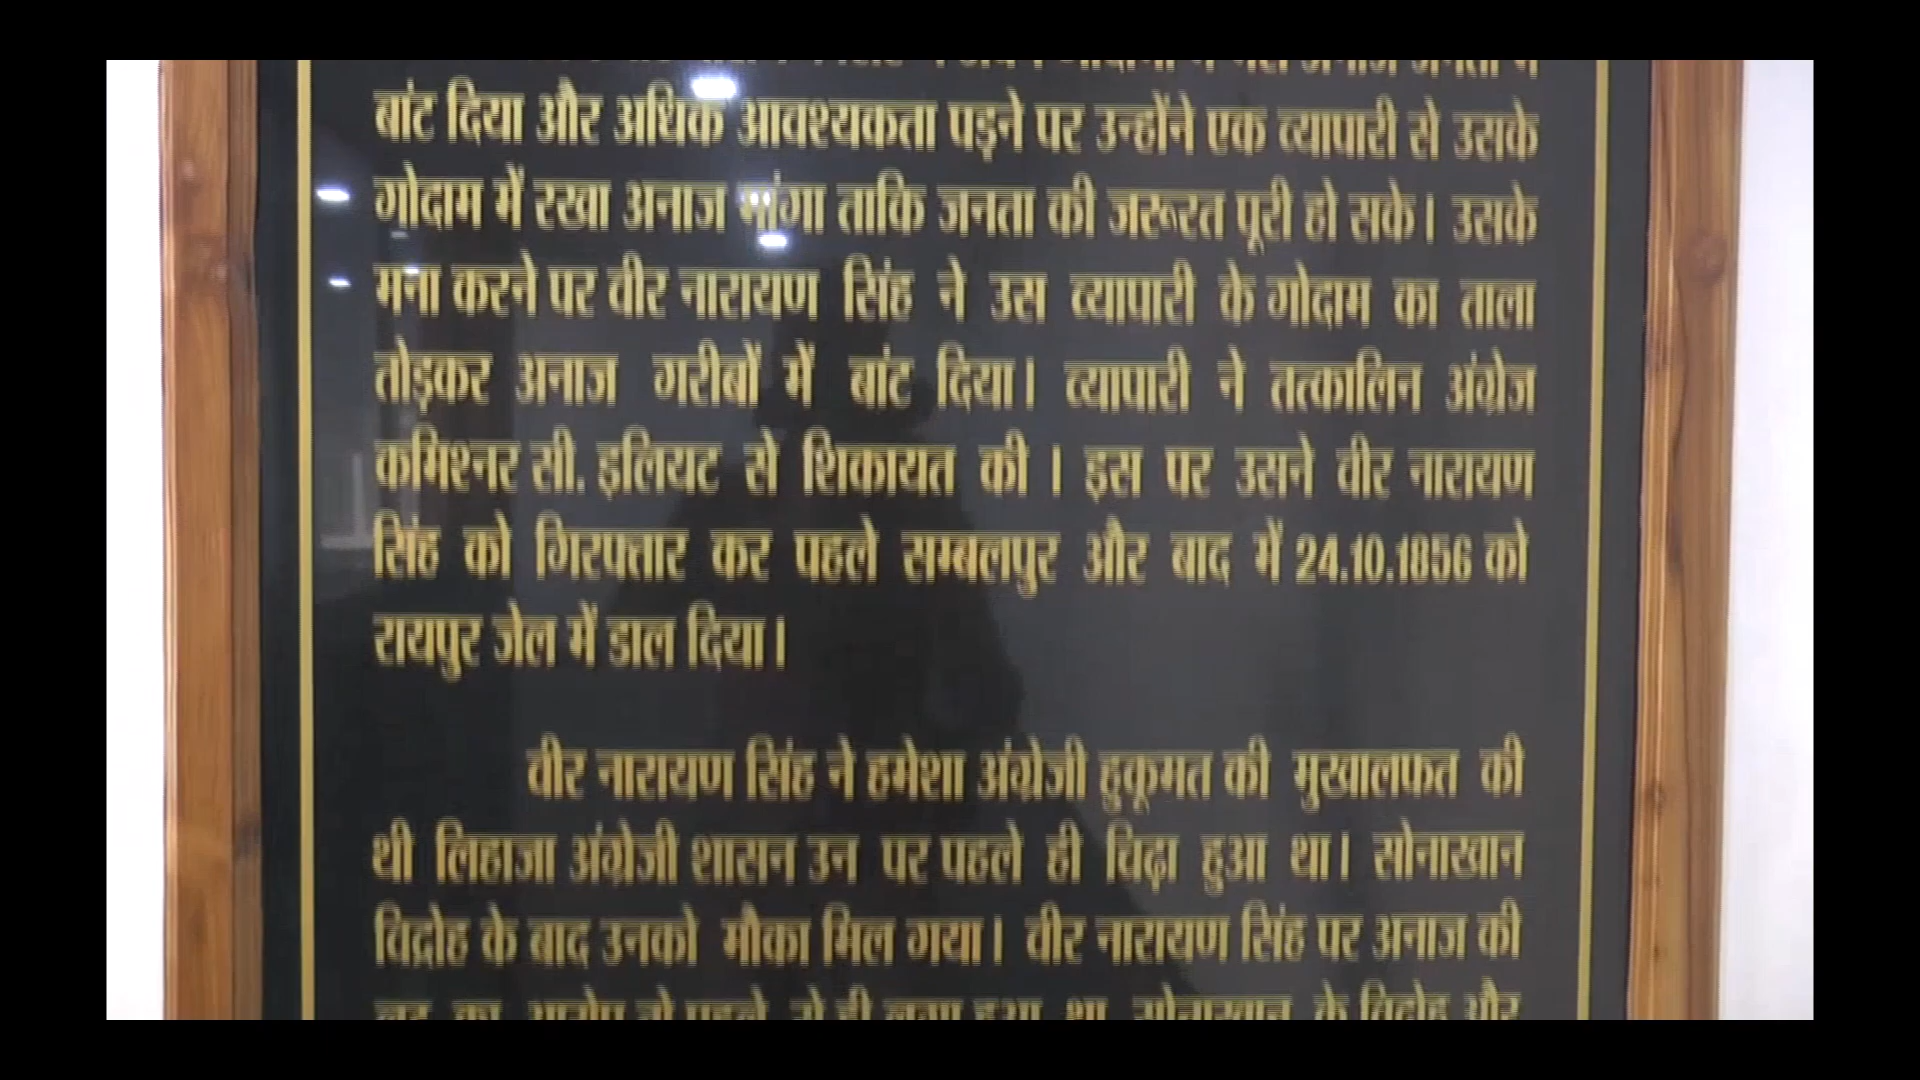 बांट दिया और अधिक आवश्यकता पड़ने पर उन्होंने एक व्यापारी से उसके
गोदाम में रखा अनाज मांगा ताकि जनता की जरूरत पूरी हो सके। उसके
मना करने पर वीर नारायण सिंह ने उस व्यापारी के गोदाम का ताला
तोड़कर अनाज गरीबों में बांट दिया। व्यापारी ने तत्कालिन अंग्रेज
कमिश्नर सी. इलियट से शिकायत की । इस पर उसने वीर नारायण
सिंह को गिरफ्तार कर पहले सम्बलपुर और बाद में 24.10.1856 को
रायपुर जेल में डाल दिया।
वीर नारायण सिंह ने हमेशा अंग्रेजी हुकूमत की मुखालफत की
थी लिहाजा अंग्रेजी शासन उन पर पहले ही चिढ़ा हुआ था। सोनाखान
विद्रोह के बाद उनको मौका मिल गया। वीर नारायण सिंह पर अनाज की